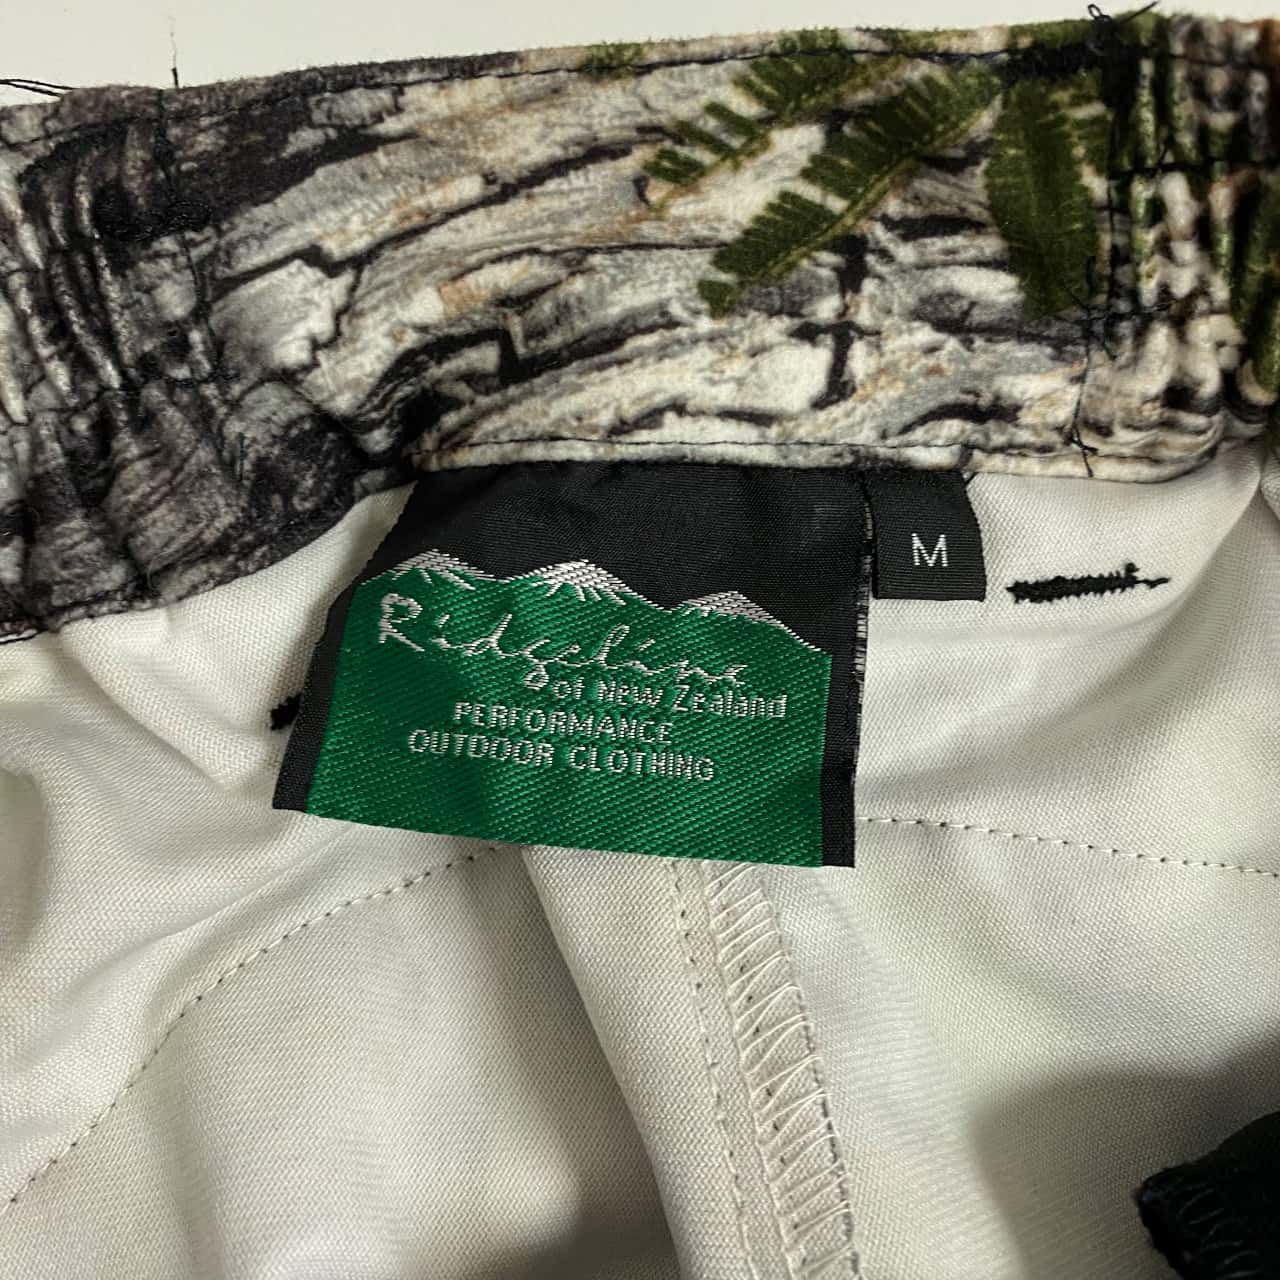 Ridgeline
of New Zealand
PERFORMANCE
OUTDOOR CLOTHING
M